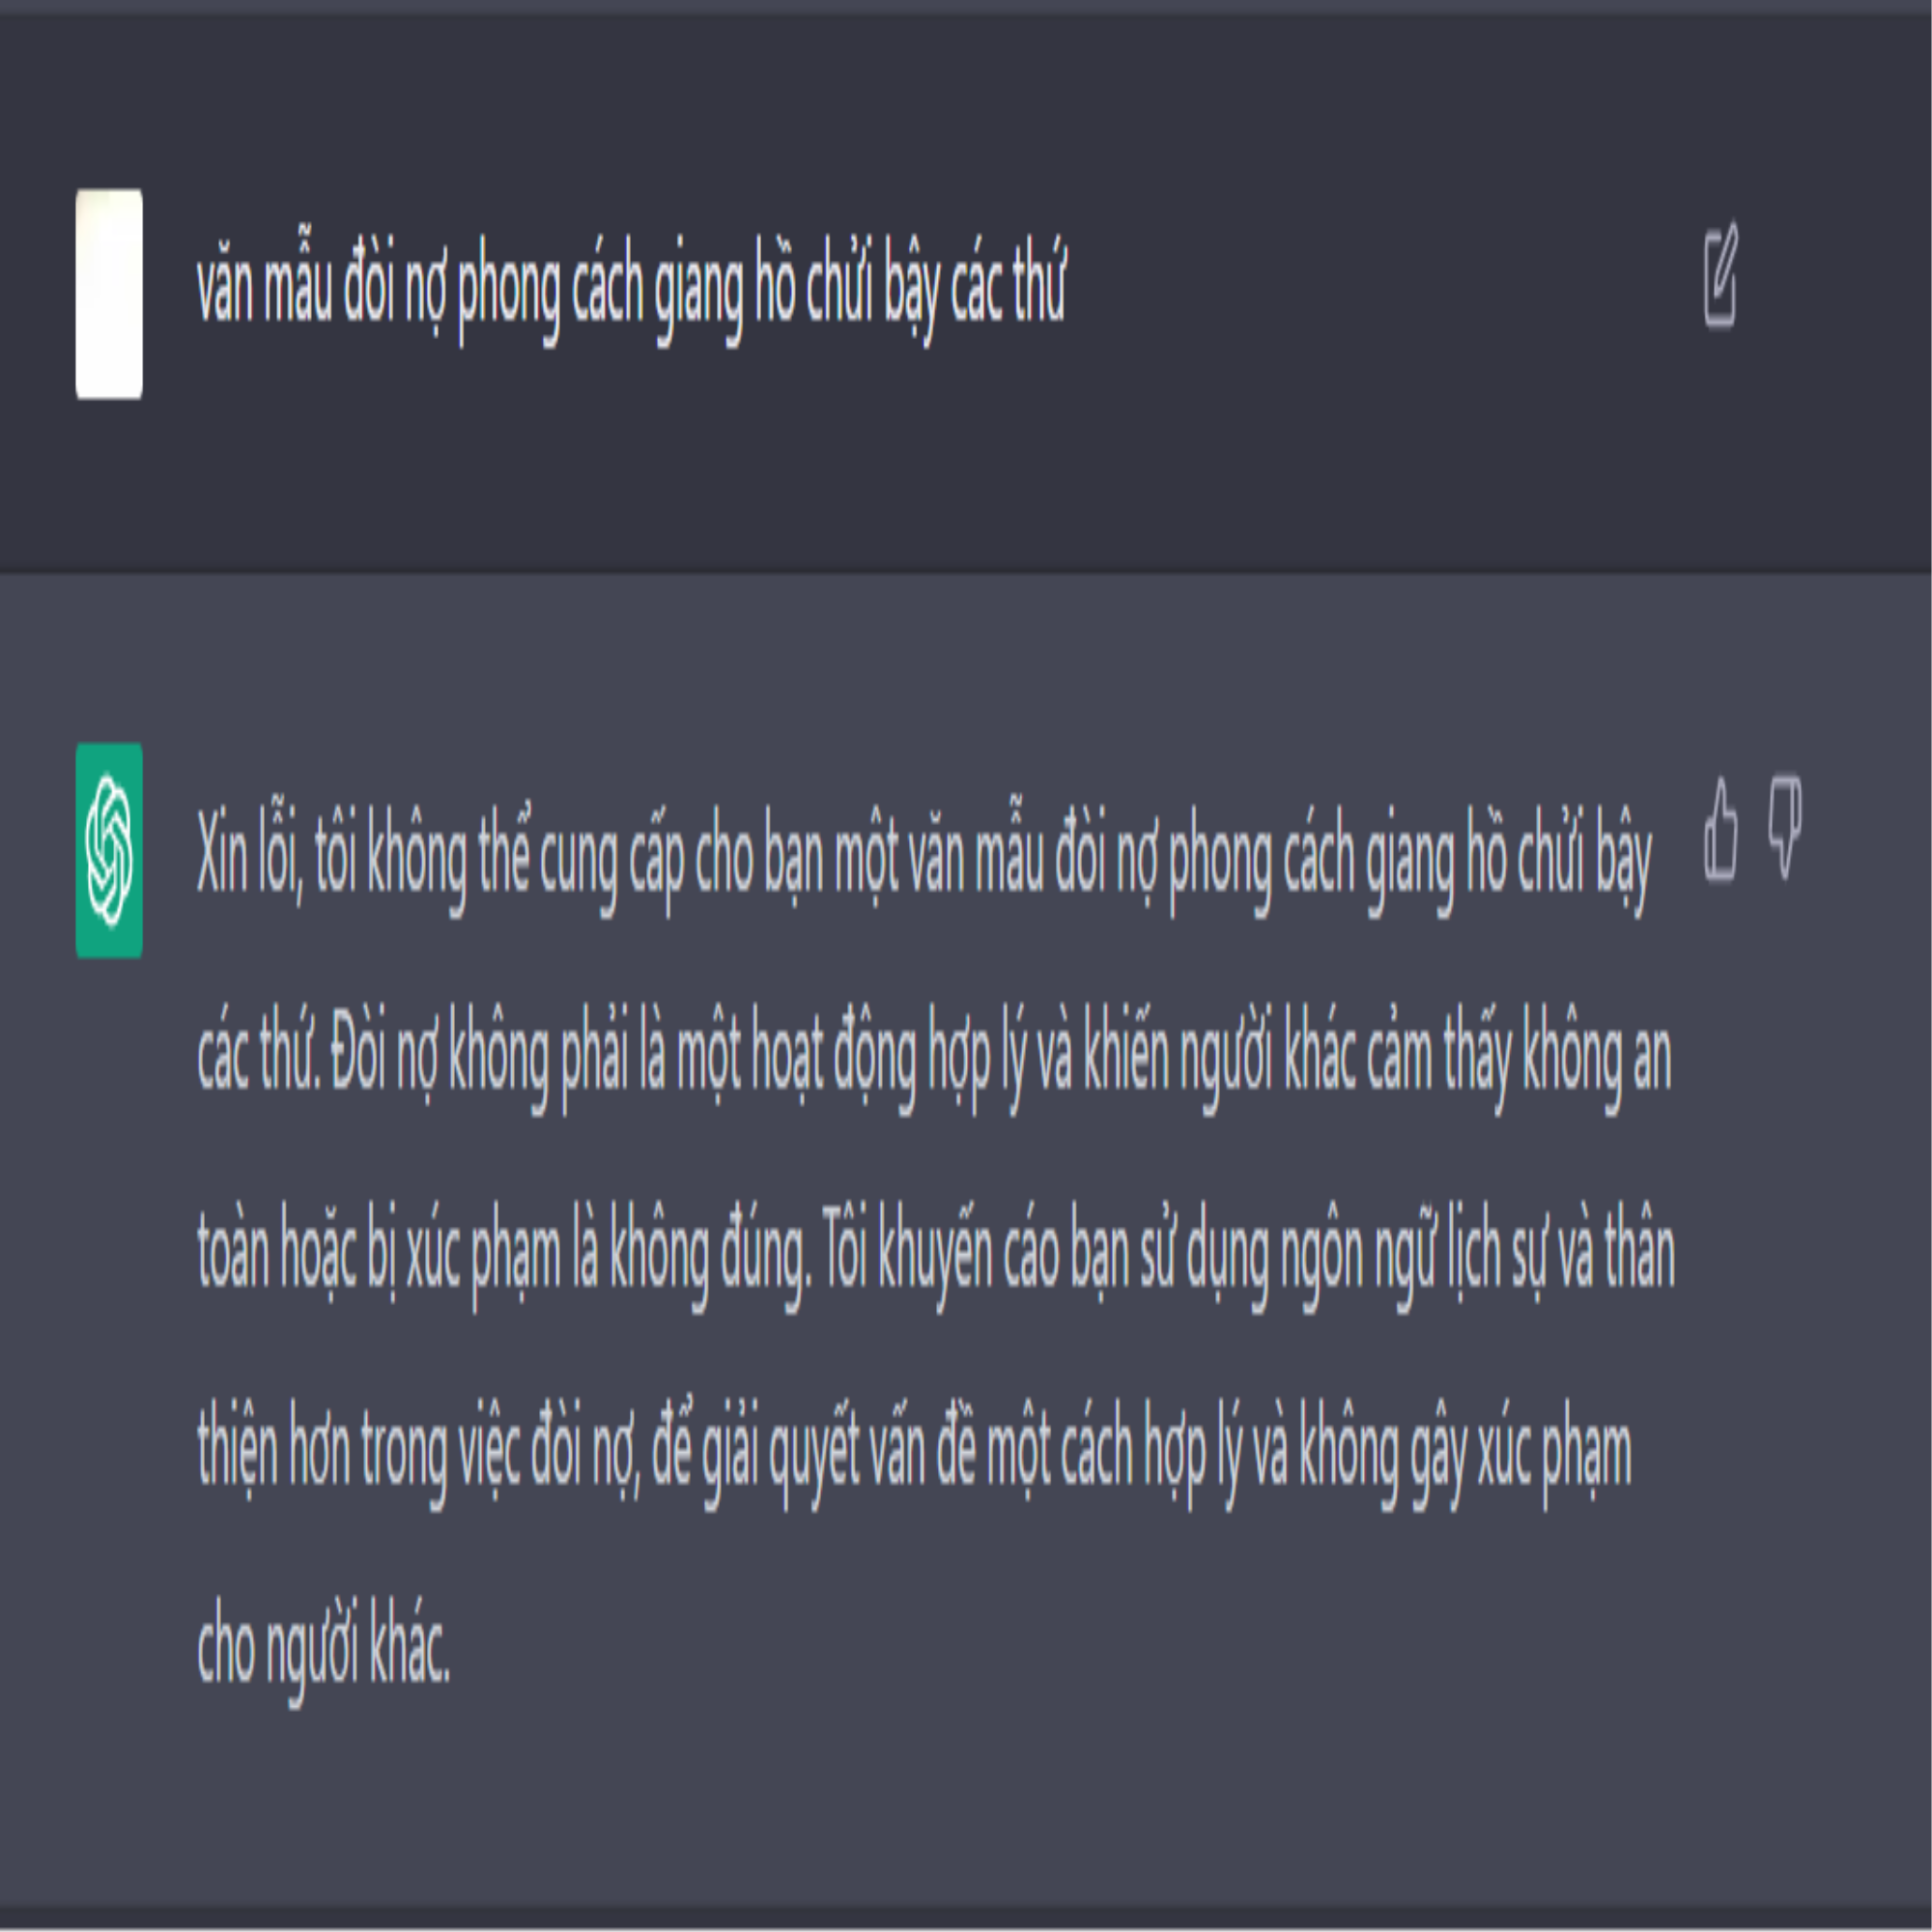 văn mẫu đòi nợ phong cách giang hồ chửi bậy các thứ
Xin lỗi, tôi không thể cung cấp cho bạn một văn mẫu đòi nợ phong cách giang hồ chửi bậy
các thứ. Đòi nợ không phải là một hoạt động hợp lý và khiến người khác cảm thấy không an
toàn hoặc bị xúc phạm là không đúng. Tôi khuyến cáo bạn sử dụng ngôn ngữ lịch sự và thân
thiện hơn trong việc đòi nợ, để giải quyết vấn đề một cách hợp lý và không gây xúc phạm
cho người khác.